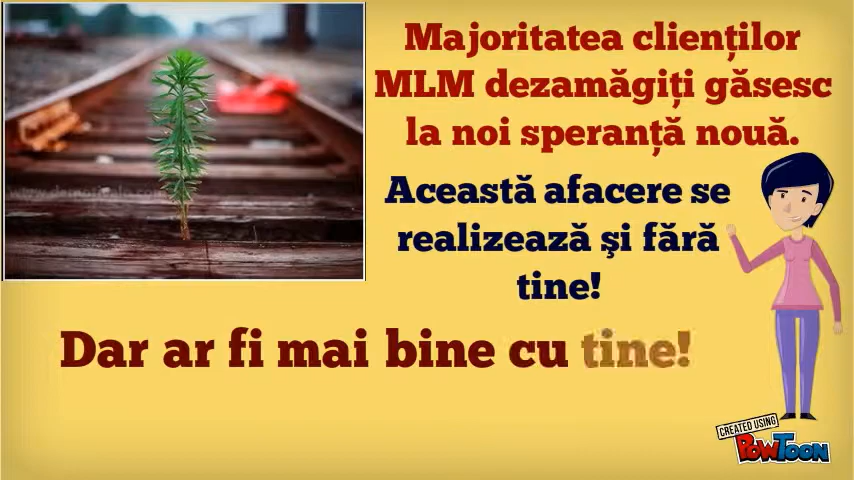 Majoritatea clienților
MLM dezamăgiți găsesc
la noi speranță nouă.
Această afacere se
realizează şi fără
tine!
Dar ar fi mai bine cu tine!
CREATED USING
PowToon